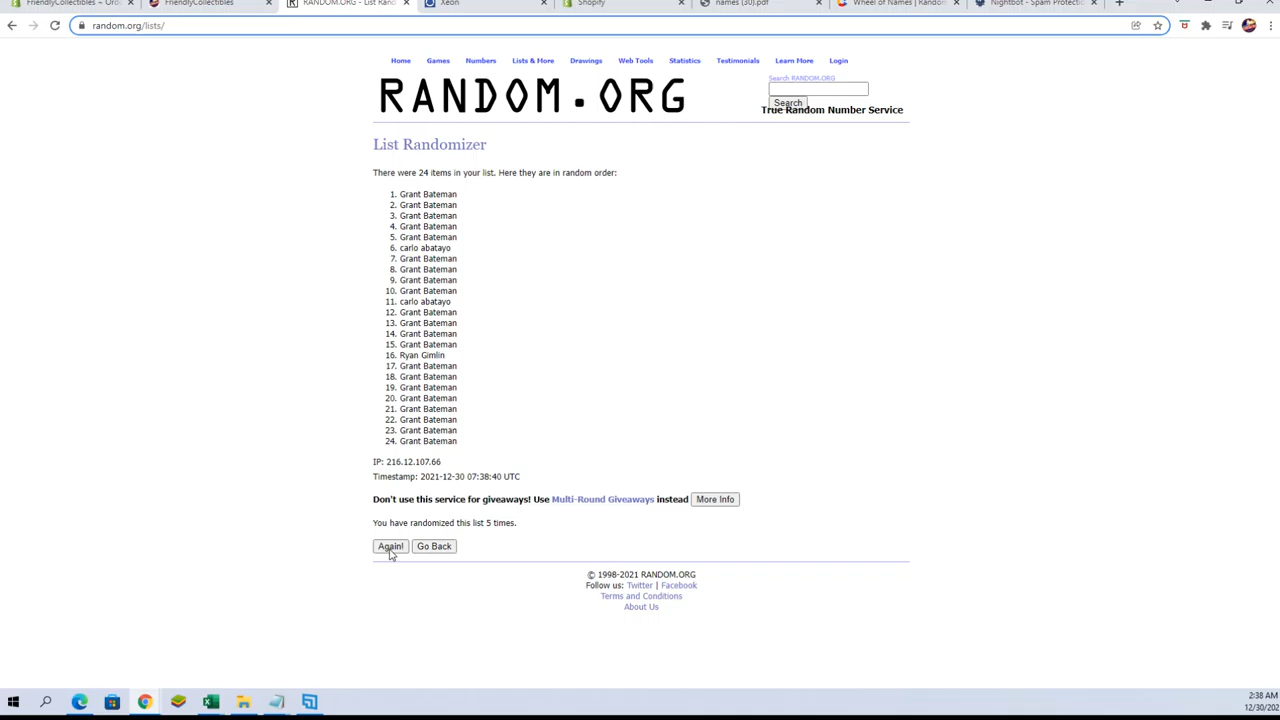 FriendlyCollectibles ~ Ord
FriendlyCollectibles
RANDOM.ORG - List Rand
Xeon
Shopify
names (30).pdf
Wheel of Names | Random
Nightbot - Spam Protectio
random.org/lists/
Home Games Numbers Lists & More Drawings Web Tools Statistics Testimonials Learn More Login
RANDOM.ORG
Search RANDOM.ORG
Search
True Random Number Service
List Randomizer
There were 24 items in your list. Here they are in random order:
1. Grant Bateman
2. Grant Bateman
3. Grant Bateman
4. Grant Bateman
5. Grant Bateman
6. carlo abatayo
7. Grant Bateman
8. Grant Bateman
9. Grant Bateman
10. Grant Bateman
11. carlo abatayo
12. Grant Bateman
13. Grant Bateman
14. Grant Bateman
15. Grant Bateman
16. Ryan Gimlin
17. Grant Bateman
18. Grant Bateman
19. Grant Bateman
20. Grant Bateman
21. Grant Bateman
22. Grant Bateman
23. Grant Bateman
24. Grant Bateman
IP: 216.12.107.66
Timestamp: 2021-12-30 07:38:40 UTC
Don't use this service for giveaways! Use Multi-Round Giveaways instead More Info
You have randomized this list 5 times.
Again! Go Back
© 1998-2021 RANDOM.ORG
Follow us: Twitter | Facebook
Terms and Conditions
About Us
2:38 AM
12/30/202